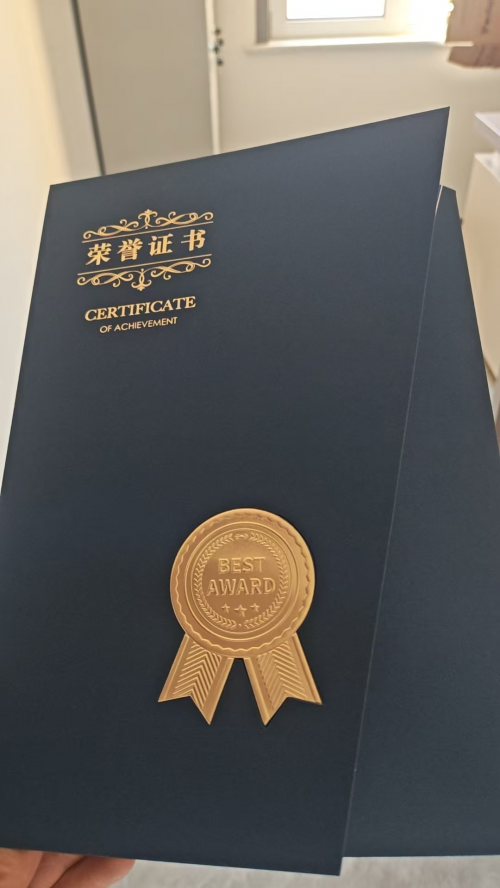 荣誉证书
CERTIFICATE
OF ACHIEVEMENT
BEST
AWARD